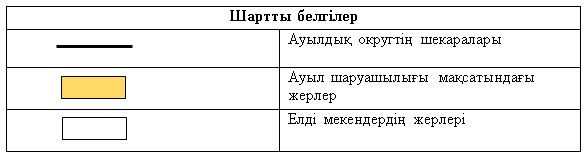 Шартты белгілер
Ауылдық округтің шекаралары
Ауыл шаруашылығы мақсатындағы
жерлер
Елді мекендердің жерлері